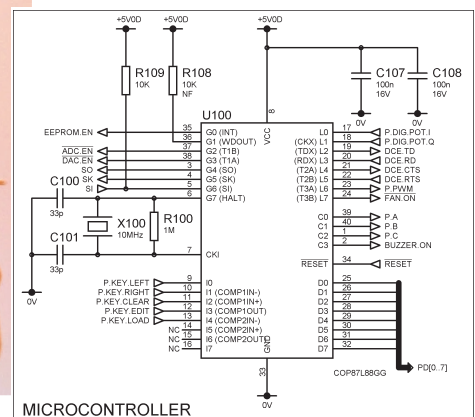 +5V0D +5V0D +5V0D
R109
10K
R108
10K
NF
C107
100n
16V
C108
100n
16V
0V 0V
U100
8
VCC
EEPROM.EN 35 G0 (INT)
36 G1 (WDOUT)
ADC.EN 37 G2 (T1B)
DAC.EN 38 G3 (T1A)
SO 3 G4 (SO)
SK 4 G5 (SK)
SI 5 G6 (SI)
6 G7 (HALT)
L0 17 P.DIG.POT.I
(CKX) L1 18 P.DIG.POT.Q
(TDX) L2 19 DCE.TD
(RDX) L3 20 DCE.RD
(T2A) L4 21 DCE.CTS
(T2B) L5 22 DCE.RTS
(T3A) L6 23 P.PWM
(T3B) L7 24 FAN.ON
C100
33p
X100
10MHz
R100
1M
C101
33p
7 CKI
0V
C0 39 P.A
C1 40 P.B
C2 1 P.C
C3 2 BUZZER.ON
RESET 34 RESET
P.KEY.LEFT 9 I0
P.KEY.RIGHT 10 I1 (COMP1IN-)
P.KEY.CLEAR 11 I2 (COMP1IN+)
P.KEY.EDIT 12 I3 (COMP1OUT)
P.KEY.LOAD 13 I4 (COMP2IN-)
NC 14 I5 (COMP2IN+)
NC 15 I6 (COMP2OUT)
NC 16 I7
D0 25
D1 26
D2 27
D3 28
D4 29
D5 30
D6 31
D7 32
GND
33
COP87L88GG
PD[0..7]
0V
MICROCONTROLLER